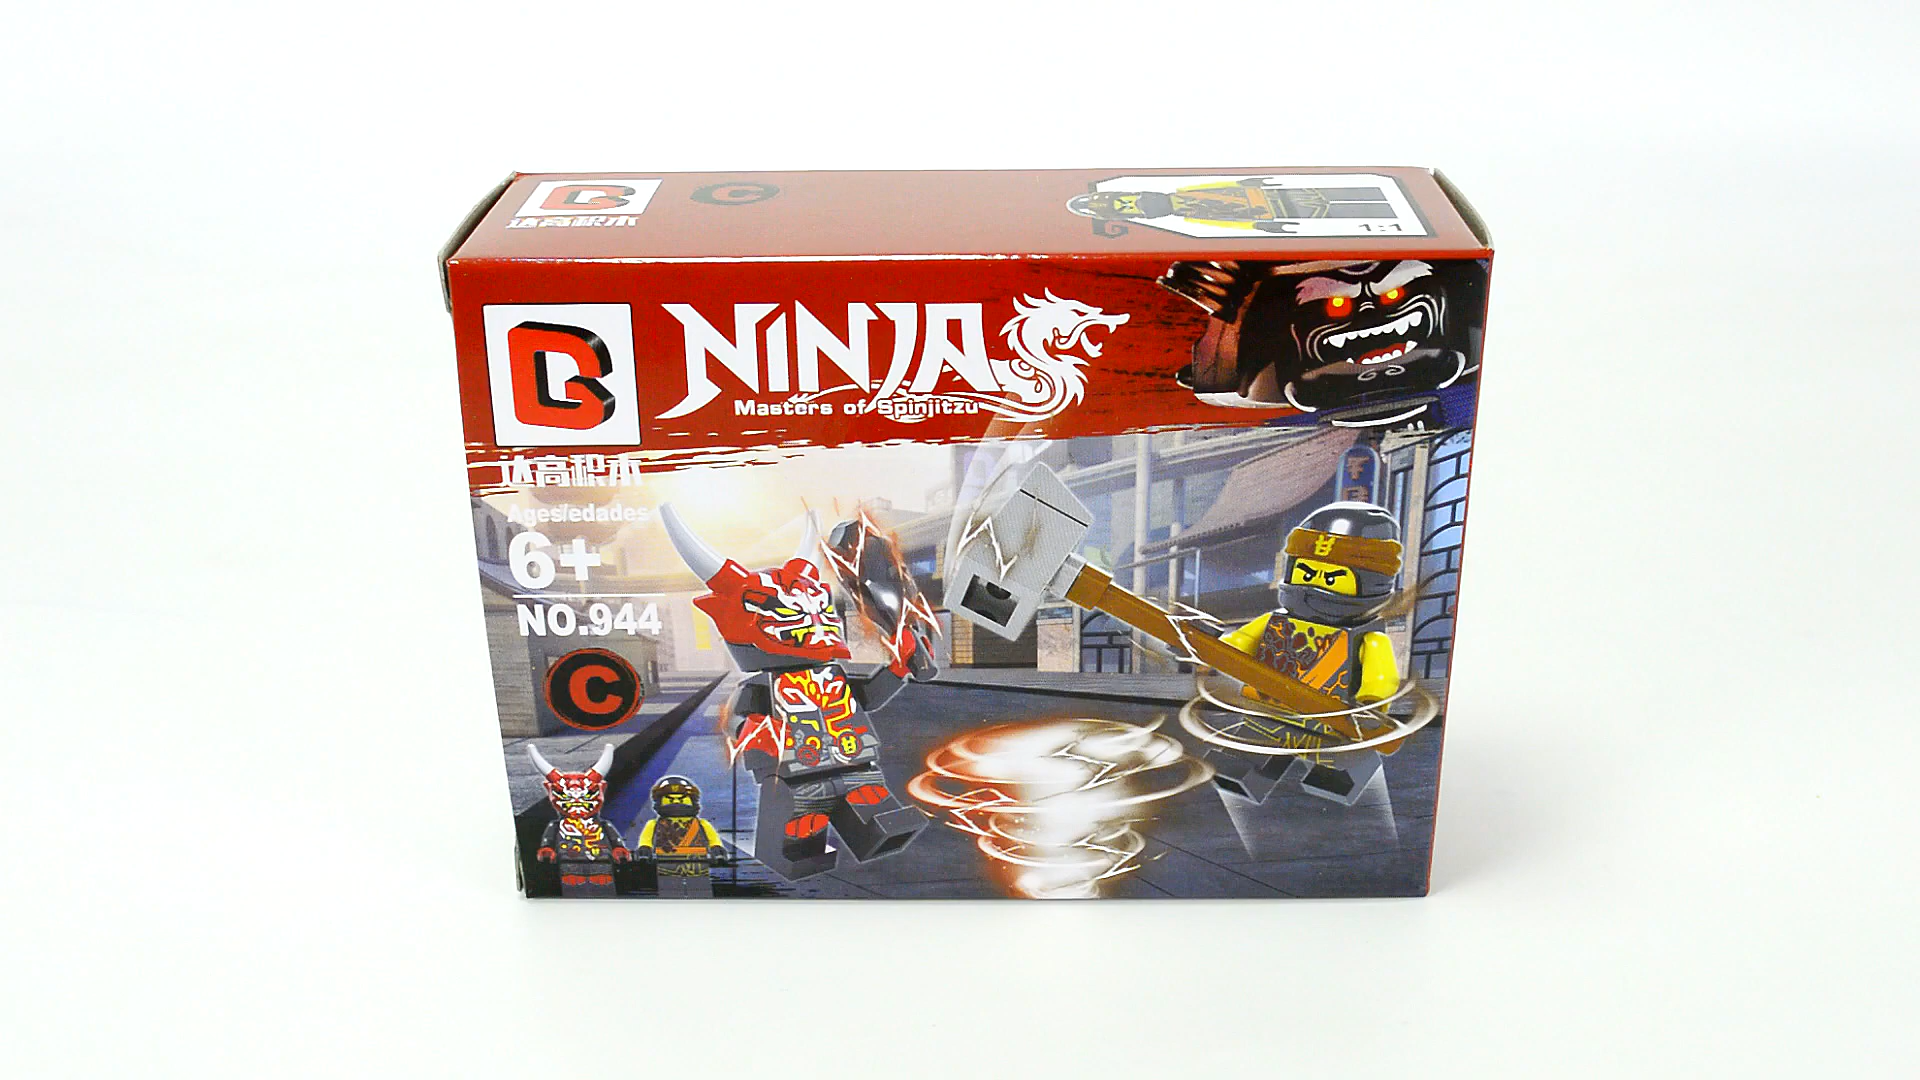 达高积木
1:1
NINJA
Masters of Spinjitzu
达高积木
Ages/edades
6+
NO.944
C